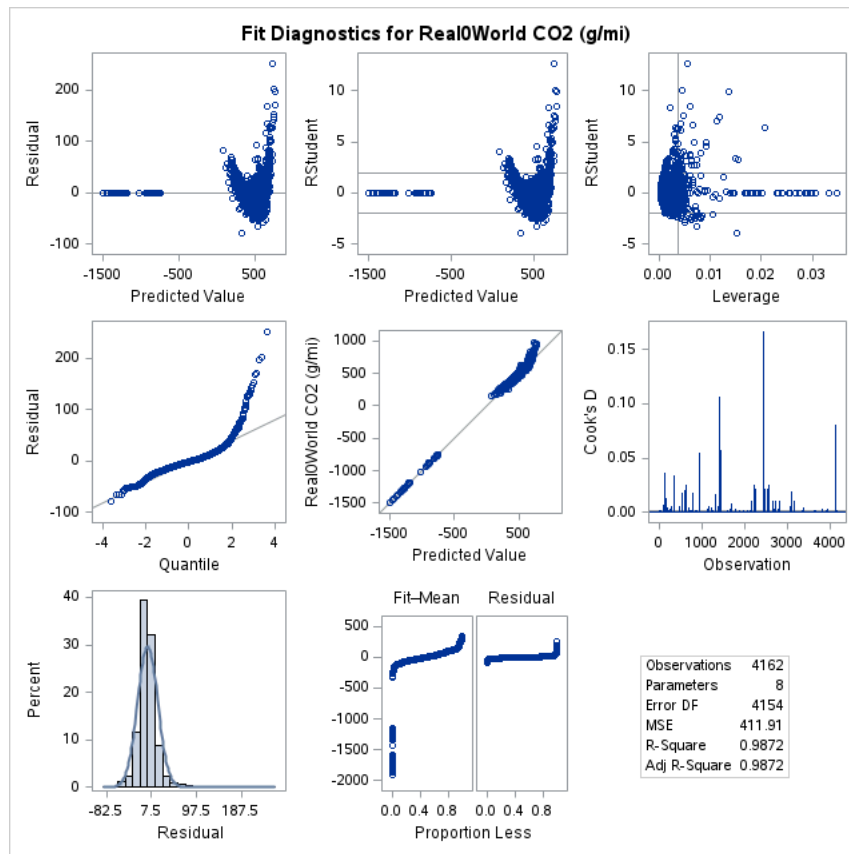 Fit Diagnostics for Real0World CO2 (g/mi)
Residual
200
100
0
-100
-1500
-500
500
Predicted Value
RStudent
10
5
0
-5
-1500
-500
500
Predicted Value
RStudent
10
5
0
-5
0.00
0.01
0.02
0.03
Leverage
Residual
200
100
0
-100
-4
-2
0
2
4
Quantile
Real0World CO2 (g/mi)
1000
500
0
-500
-1000
-1500
-1500
-500
500
Predicted Value
Cook's D
0.15
0.10
0.05
0.00
0
1000
2000
3000
4000
Observation
Percent
40
30
20
10
0
-82.5
7.5
97.5
187.5
Residual
Fit–Mean
Residual
500
0
-500
-1000
-1500
-2000
0.0
0.4
0.8
0.0
0.4
0.8
Proportion Less
Observations 4162
Parameters 8
Error DF 4154
MSE 411.91
R-Square 0.9872
Adj R-Square 0.9872